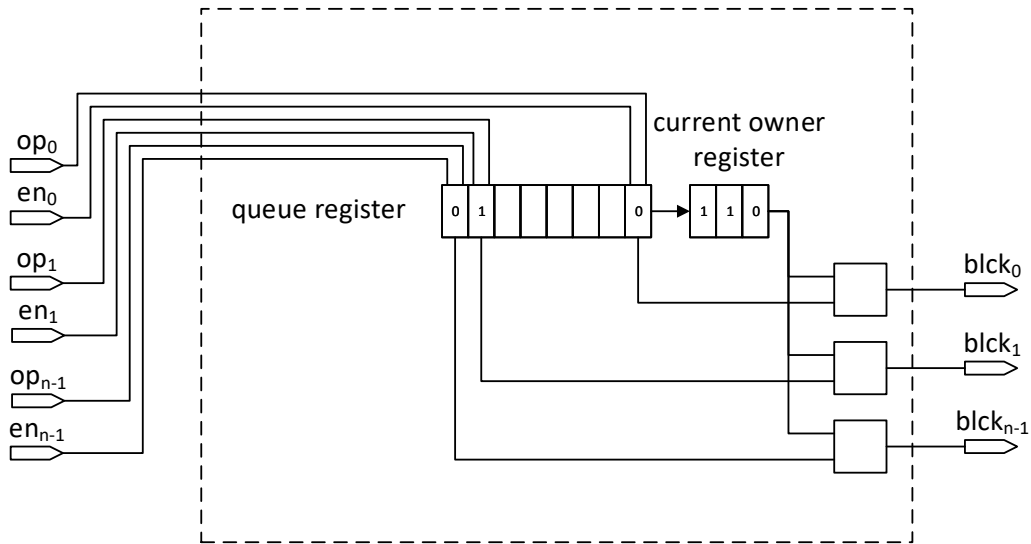 op0
en0
op1
en1
opn-1
enn-1
queue register
0 1 0
current owner
register
1 1 0
blck0
blck1
blckn-1